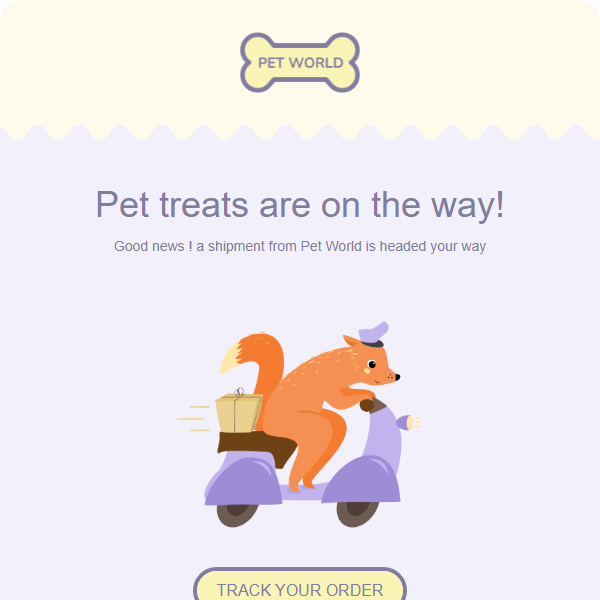 PET WORLD
Pet treats are on the way!
Good news ! a shipment from Pet World is headed your way
TRACK YOUR ORDER